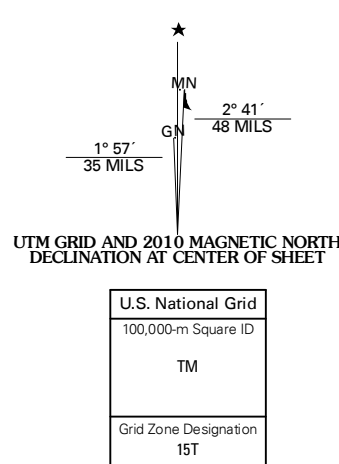 MN
GN
2° 41´
48 MILS
1° 57´
35 MILS
UTM GRID AND 2010 MAGNETIC NORTH
DECLINATION AT CENTER OF SHEET
U.S. National Grid
100,000-m Square ID
TM
Grid Zone Designation
15T